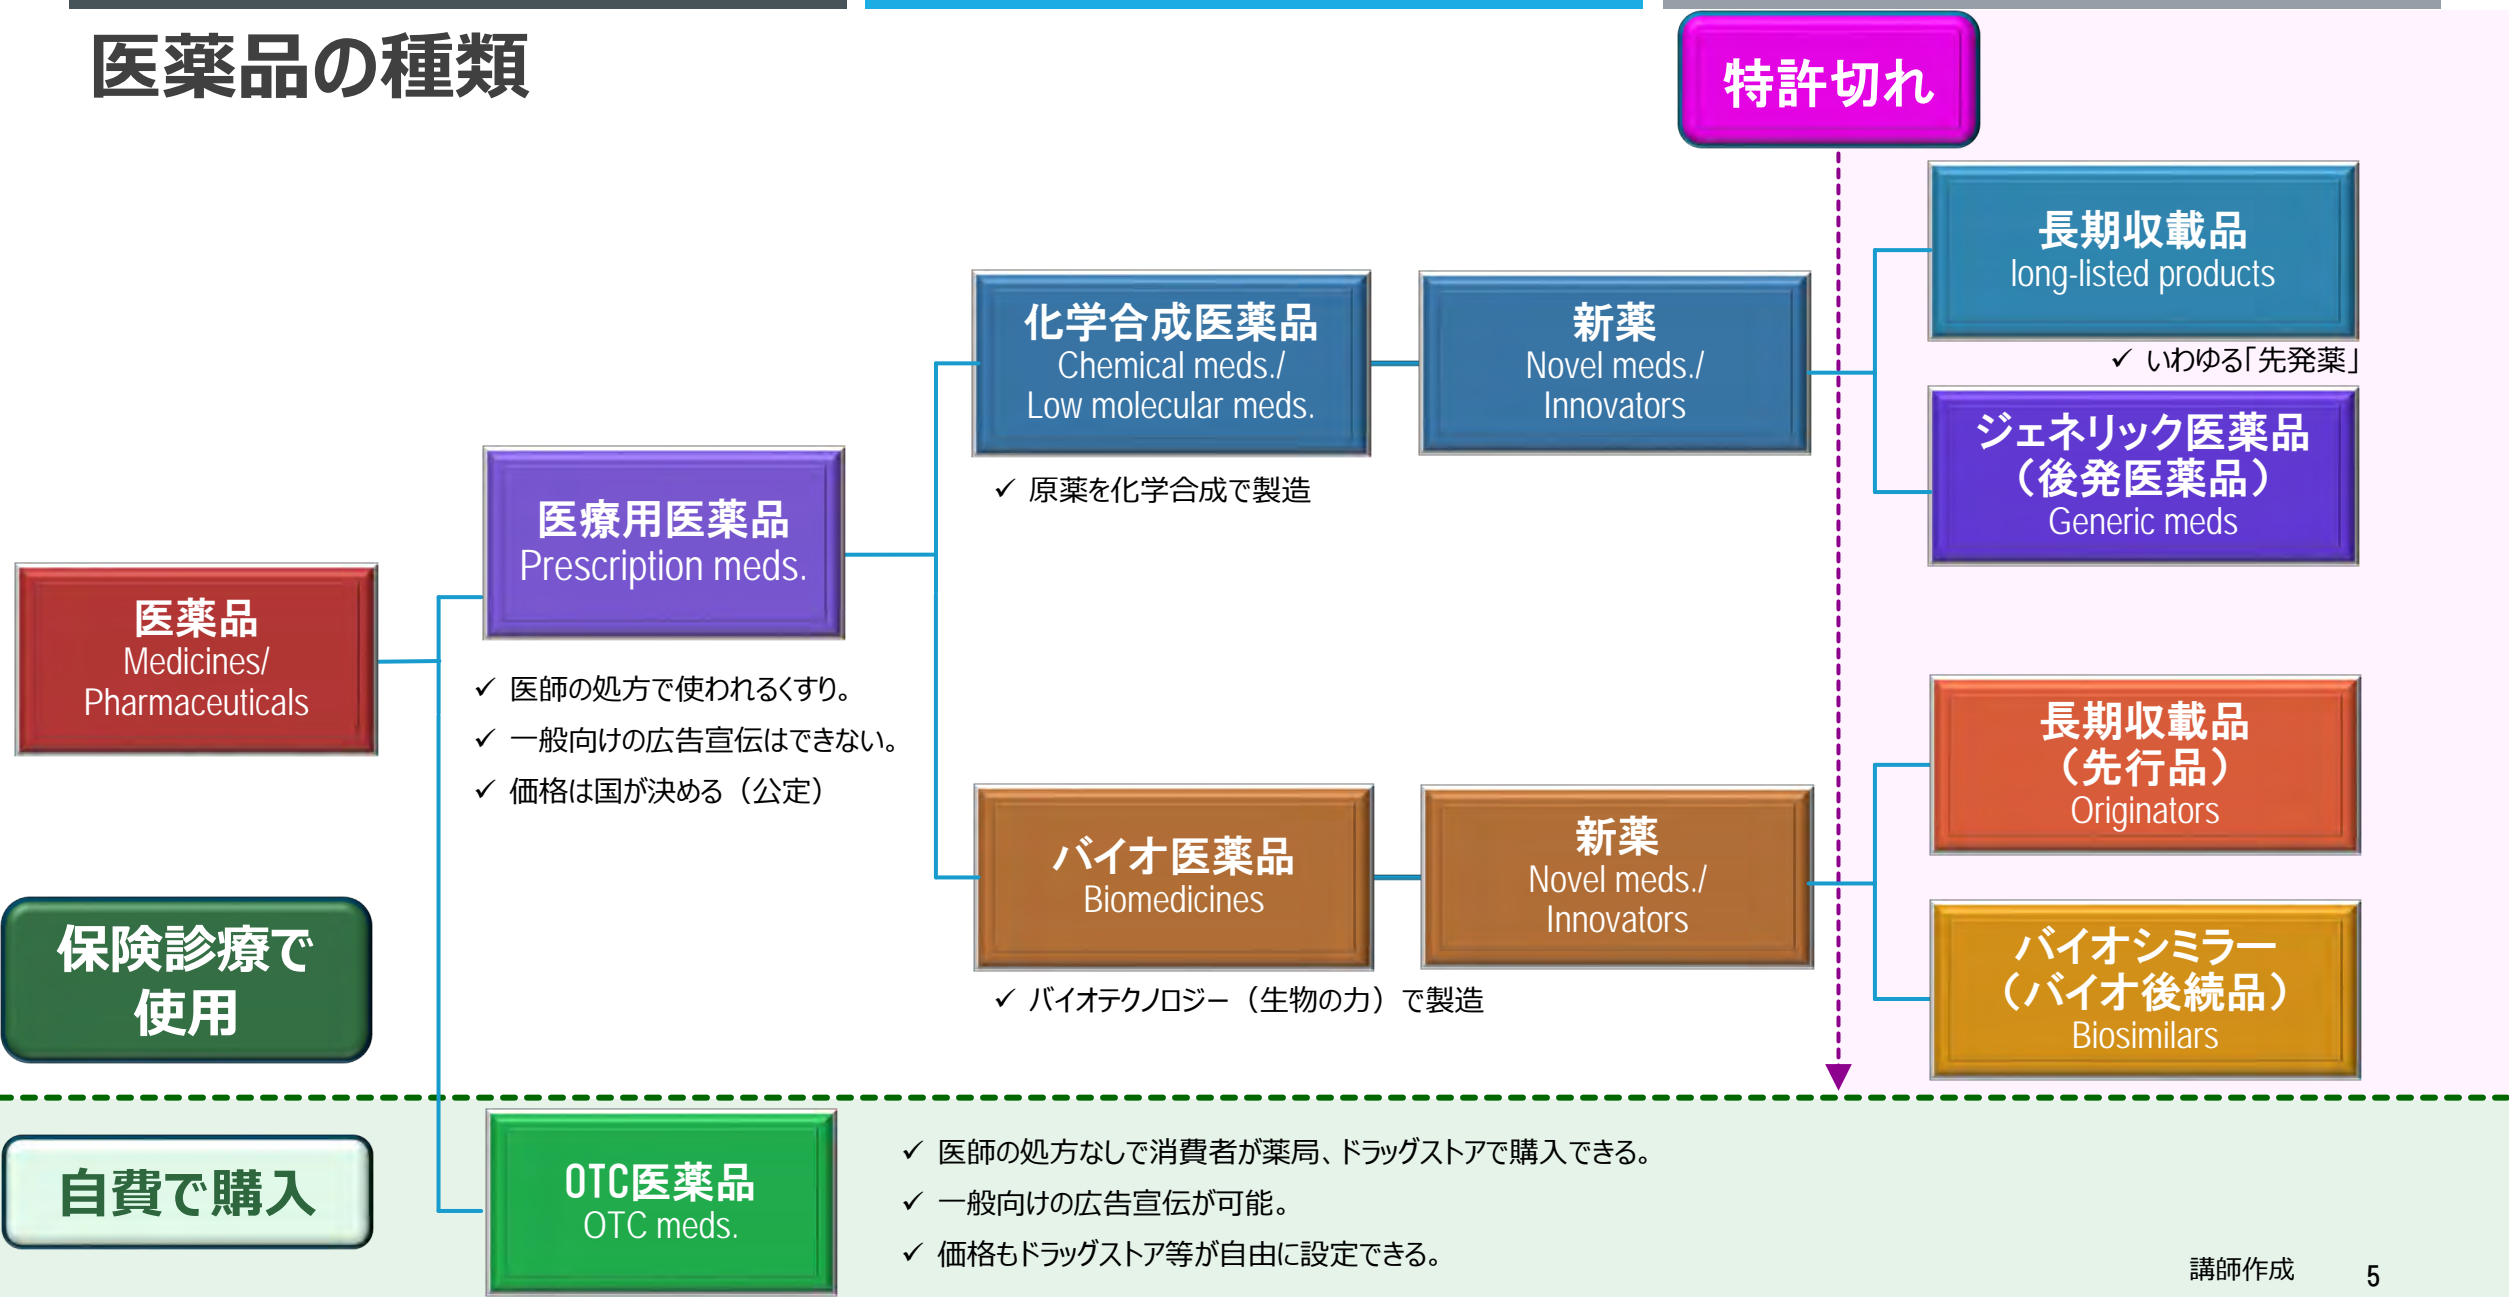 医薬品の種類
特許切れ
長期収載品
long-listed products
✓ いわゆる「先発薬」
ジェネリック医薬品
（後発医薬品）
Generic meds
化学合成医薬品
Chemical meds./
Low molecular meds.
✓ 原薬を化学合成で製造
新薬
Novel meds./
Innovators
医療用医薬品
Prescription meds.
✓ 医師の処方で使われるくすり。
✓ 一般向けの広告宣伝はできない。
✓ 価格は国が決める（公定）
医薬品
Medicines/
Pharmaceuticals
長期収載品
（先行品）
Originators
バイオ医薬品
Biomedicines
✓ バイオテクノロジー（生物の力）で製造
新薬
Novel meds./
Innovators
バイオシミラー
（バイオ後続品）
Biosimilars
保険診療で
使用
自費で購入
OTC医薬品
OTC meds.
✓ 医師の処方なしで消費者が薬局、ドラッグストアで購入できる。
✓ 一般向けの広告宣伝が可能。
✓ 価格もドラッグストア等が自由に設定できる。
講師作成
5